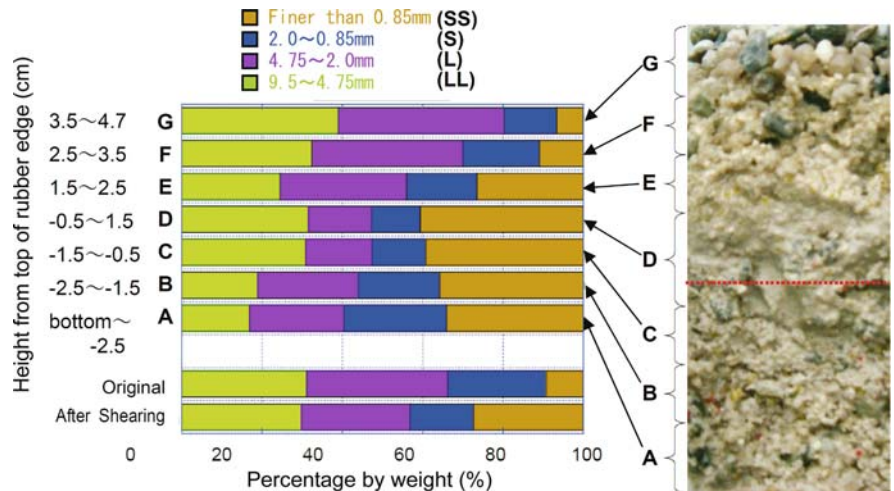 Finer than 0.85mm (SS)
2.0～0.85mm (S)
4.75～2.0mm (L)
9.5～4.75mm (LL)
Height from top of rubber edge (cm)
3.5～4.7 G
2.5～3.5 F
1.5～2.5 E
-0.5～1.5 D
-1.5～-0.5 C
-2.5～-1.5 B
bottom～ A
-2.5
Original
After Shearing
0 20 40 60 80 100
Percentage by weight (%)
G
F
E
D
C
B
A